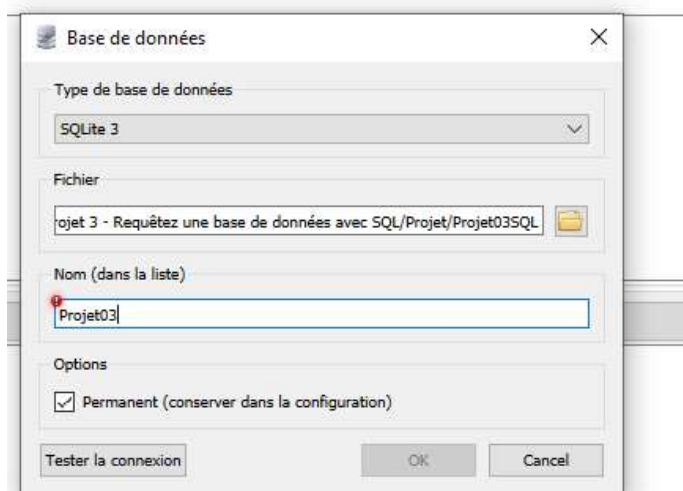 Base de données
Type de base de données
SQLite 3
Fichier
rojet 3 - Requêtez une base de données avec SQL/Projet/Projet03SQL
Nom (dans la liste)
Projet03
Options
Permanent (conserver dans la configuration)
Tester la connexion
OK
Cancel